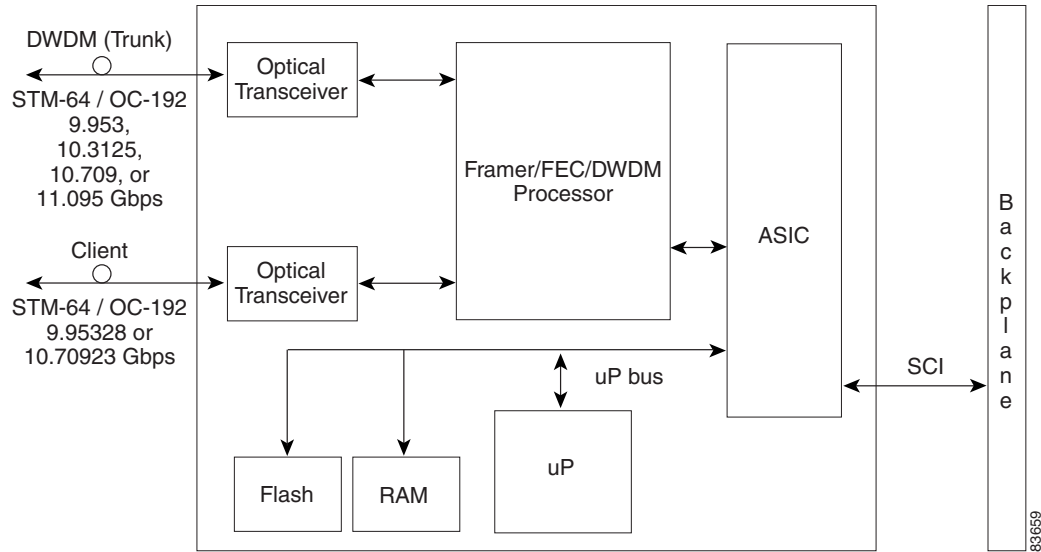 DWDM (Trunk)
STM-64 / OC-192
9.953,
10.3125,
10.709, or
11.095 Gbps
Optical
Transceiver
Framer/FEC/DWDM
Processor
ASIC
Client
STM-64 / OC-192
9.95328 or
10.70923 Gbps
Optical
Transceiver
uP bus
Flash
RAM
uP
SCI
Backplane
83659